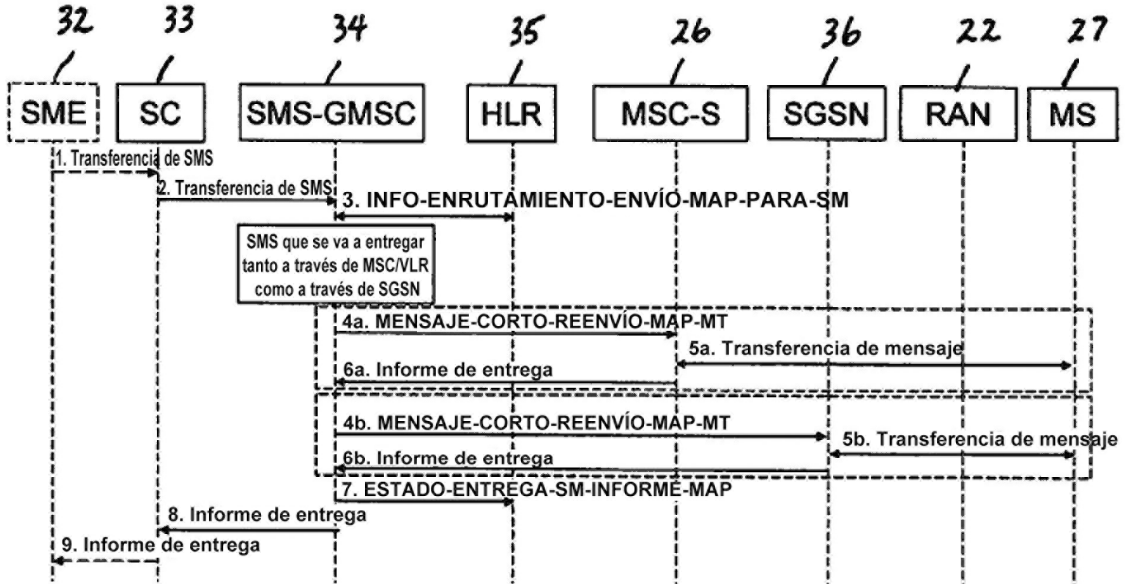 32 33 34 35 26 36 22 27
SME SC SMS-GMSC HLR MSC-S SGSN RAN MS
1. Transferencia de SMS
2. Transferencia de SMS
3. INFO-ENRUTAMIENTO-ENVÍO-MAP-PARA-SM
SMS que se va a entregar
tanto a través de MSC/VLR
como a través de SGSN
4a. MENSAJE-CORTO-REENVÍO-MAP-MT
5a. Transferencia de mensaje
6a. Informe de entrega
4b. MENSAJE-CORTO-REENVÍO-MAP-MT
5b. Transferencia de mensaje
6b. Informe de entrega
7. ESTADO-ENTREGA-SM-INFORME-MAP
8. Informe de entrega
9. Informe de entrega